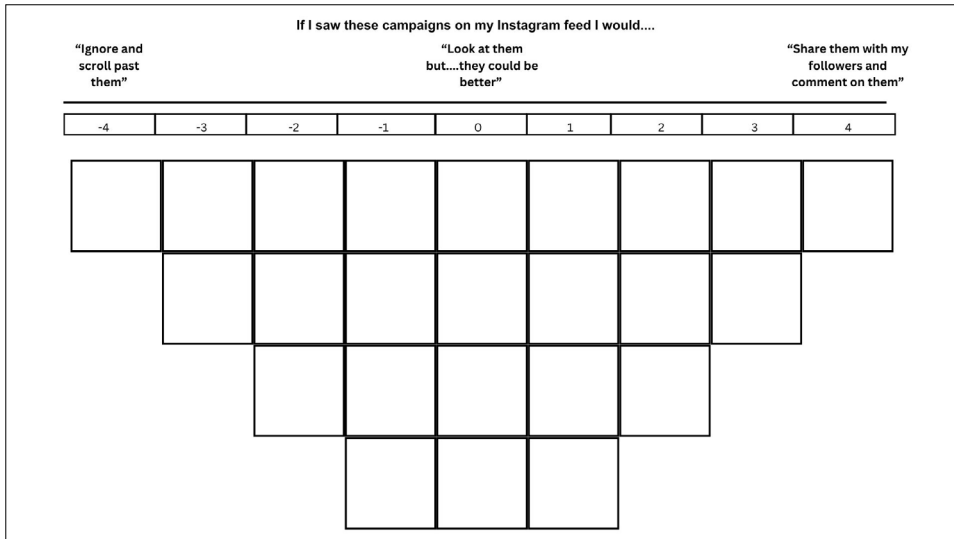 If I saw these campaigns on my Instagram feed I would....
“Ignore and
scroll past
them”
“Look at them
but....they could be
better”
“Share them with my
followers and
comment on them”
-4 -3 -2 -1 0 1 2 3 4